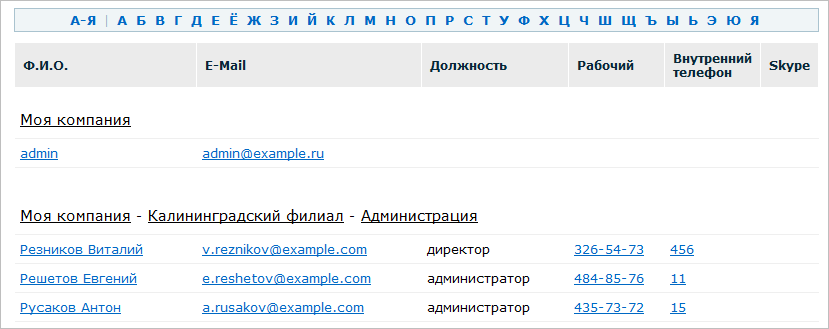 А-Я | А Б В Г Д Е Ё Ж З И Й К Л М Н О П Р С Т У Ф Х Ц Ч Ш Щ Ъ Ы Ь Э Ю Я
Ф.И.О. E-Mail Должность Рабочий Внутренний телефон Skype
Моя компания
admin admin@example.ru
Моя компания - Калининградский филиал - Администрация
Резников Виталий v.reznikov@example.com директор 326-54-73 456
Решетов Евгений e.reshetov@example.com администратор 484-85-76 11
Русаков Антон a.rusakov@example.com администратор 435-73-72 15